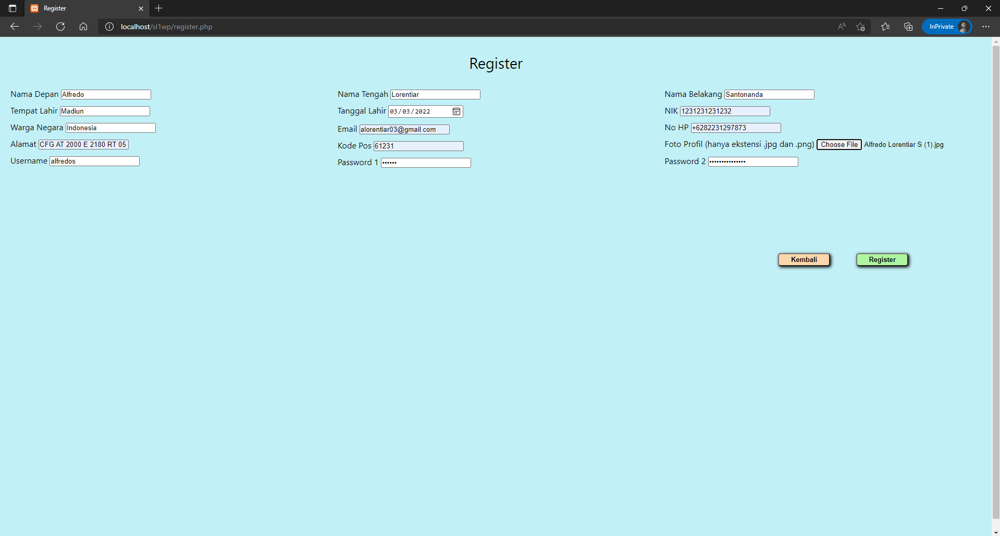 Register
localhost/sl1wp/register.php
InPrivate
Register
Nama Depan Alfredo
Nama Tengah Lorentiar
Nama Belakang Santonanda
Tempat Lahir Madiun
Tanggal Lahir 03/03/2022
NIK 1231231231232
Warga Negara Indonesia
Email alorentiar03@gmail.com
No HP +6282231297873
Alamat CFG AT 2000 E 2180 RT 05
Kode Pos 61231
Foto Profil (hanya ekstensi .jpg dan .png) Choose File Alfredo Lorentiar S (1).jpg
Username alfredos
Password 1 ••••••
Password 2 •••••••••••••••
Kembali
Register